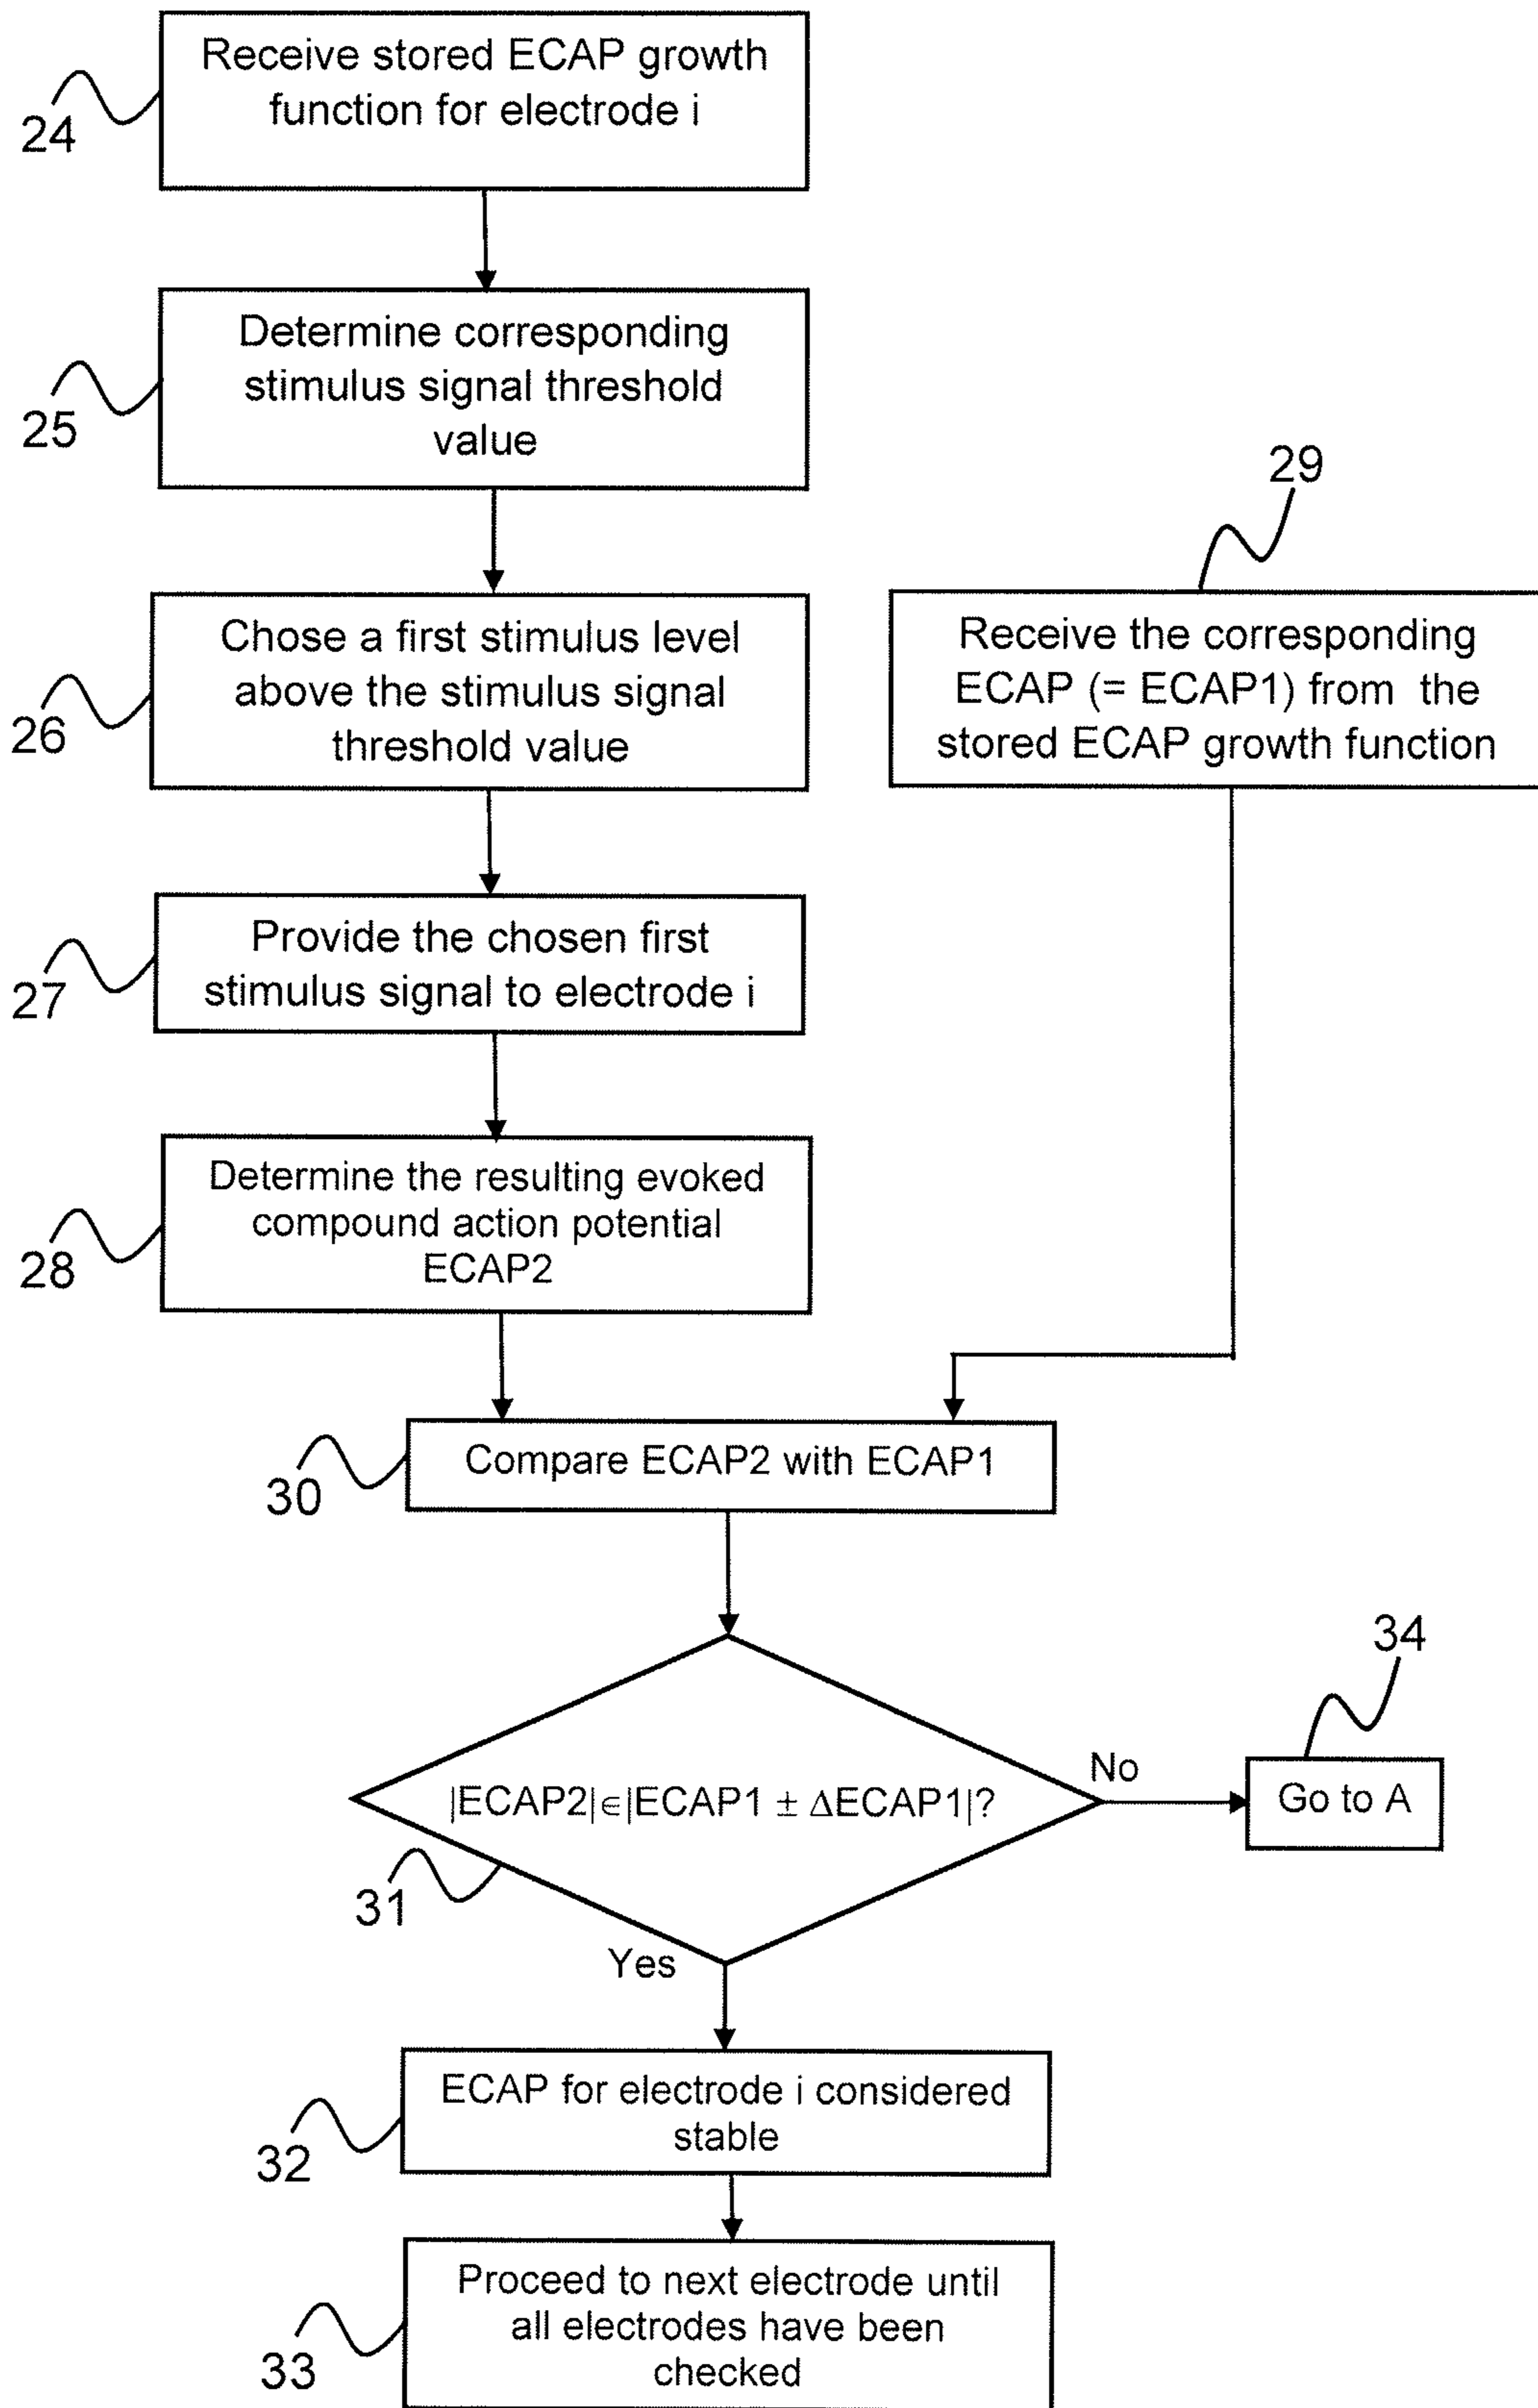 Receive stored ECAP growth
function for electrode i
24
Determine corresponding
stimulus signal threshold
value
25
Chose a first stimulus level
above the stimulus signal
threshold value
26
29
Receive the corresponding
ECAP (= ECAP1) from the
stored ECAP growth function
Provide the chosen first
stimulus signal to electrode i
27
Determine the resulting evoked
compound action potential
ECAP2
28
Compare ECAP2 with ECAP1
30
|ECAP2|∈|ECAP1 ± ΔECAP1|?
31
No
34
Go to A
Yes
ECAP for electrode i considered
stable
32
Proceed to next electrode until
all electrodes have been
checked
33